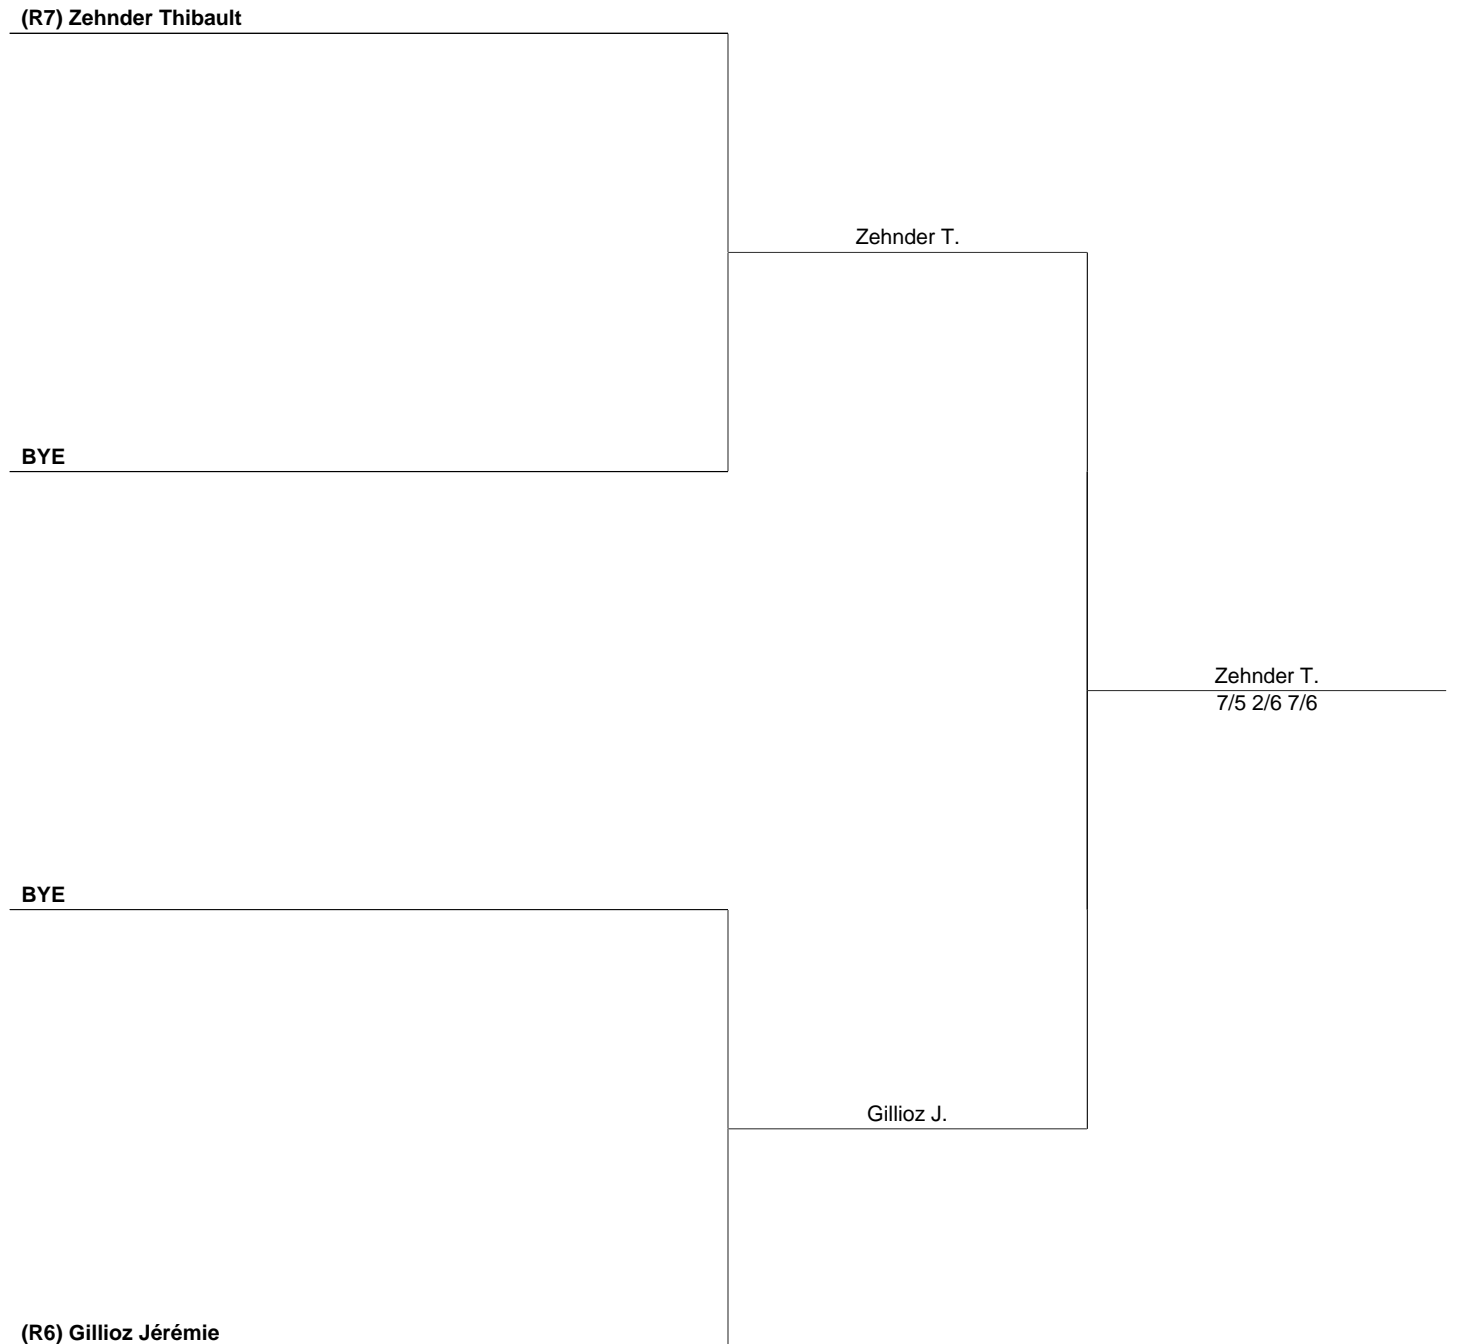 (R7) Zehnder Thibault
Zehnder T.
BYE
Zehnder T.
7/5 2/6 7/6
BYE
Gillioz J.
(R6) Gillioz Jérémie